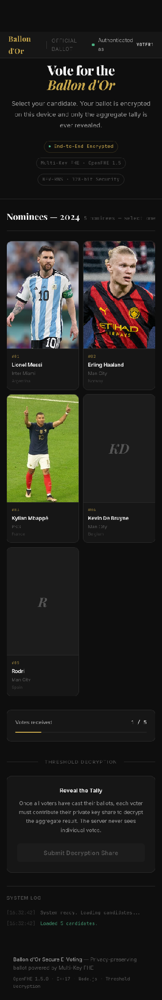 Ballon d'Or
OFFICIAL BALLOT
Authenticated as
VOTER1
Vote for the
Ballon d'Or
Select your candidate. Your ballot is encrypted
on this device and only the aggregate tally is
ever revealed.
End-to-End Encrypted
Multi-Key FHE · OpenFHE 1.5
BFV-RNS · 128-bit Security
Nominees — 2024
5 nominees — select one
10
10
ETIHAD
AIRWAYS
#01
Lionel Messi
Inter Miami
Argentina
#02
Erling Haaland
Man City
Norway
10
KD
#03
Kylian Mbappé
PSG
France
#04
Kevin De Bruyne
Man City
Belgium
R
#05
Rodri
Man City
Spain
Votes received
1 / 5
THRESHOLD DECRYPTION
Reveal the Tally
Once all voters have cast their ballots, each voter
must contribute their private key share to decrypt
the aggregate result. The server never sees
individual votes.
Submit Decryption Share
SYSTEM LOG
[16:32:42] System ready. Loading candidates...
[16:32:42] Loaded 5 candidates.
Ballon d'Or Secure E-Voting — Privacy-preserving
ballot powered by Multi-Key FHE
OpenFHE 1.5.0 · C++17 · Node.js · Threshold
Decryption